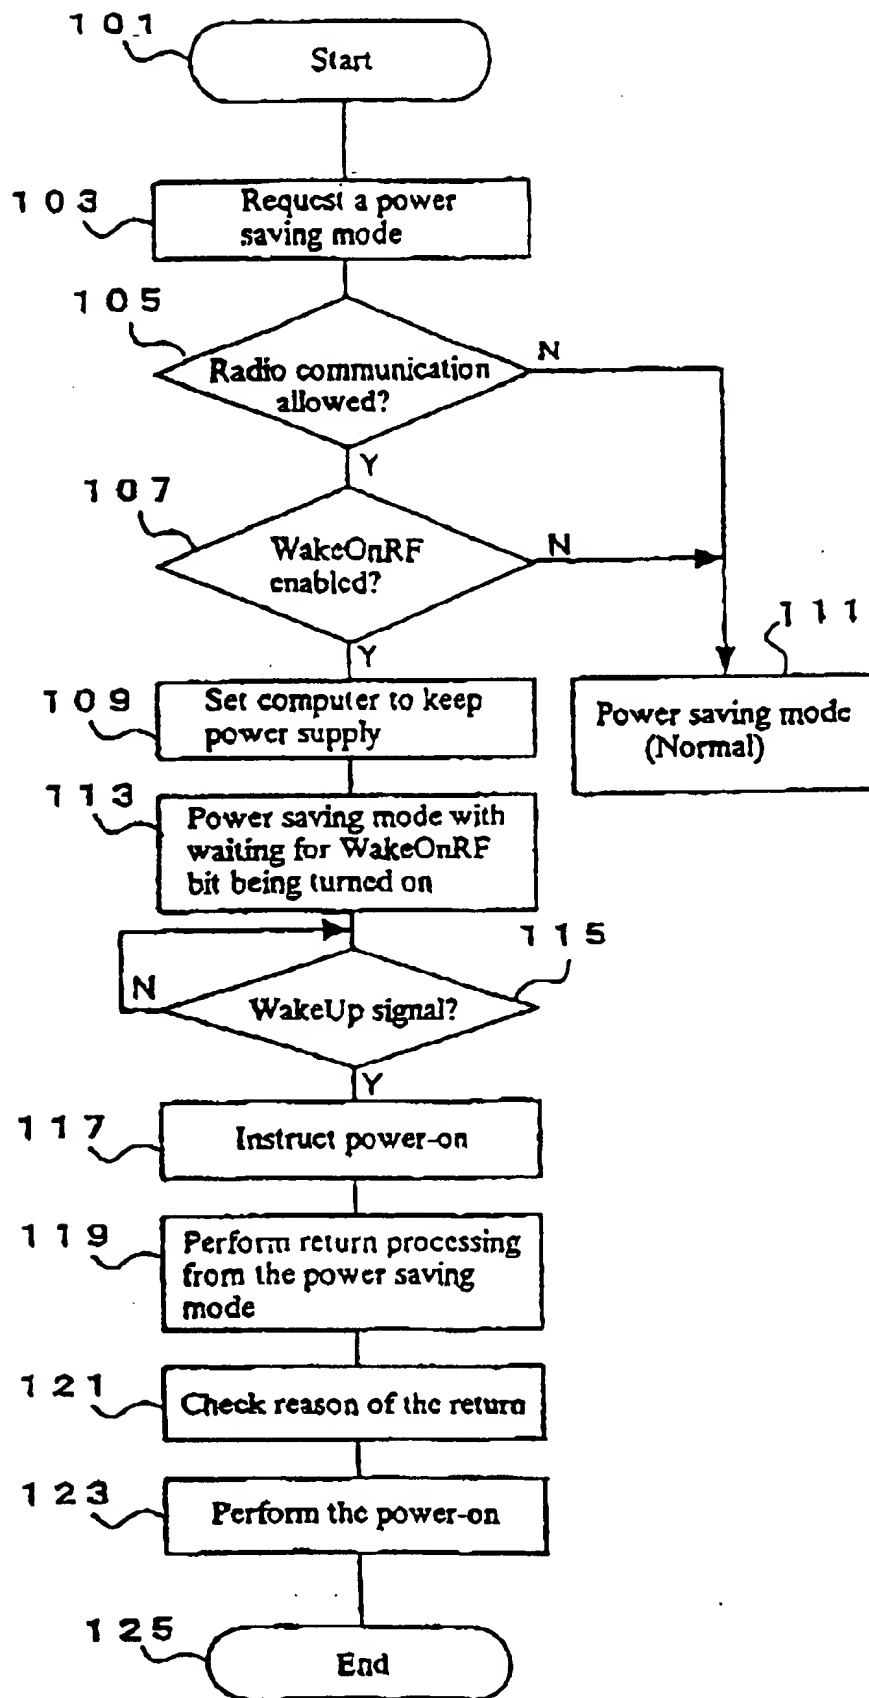 101
Start
103
Request a power
saving mode
105
Radio communication
allowed?
N
Y
107
WakeOnRF
enabled?
N
Y
109
Set computer to keep
power supply
111
Power saving mode
(Normal)
113
Power saving mode with
waiting for WakeOnRF
bit being turned on
115
WakeUp signal?
N
Y
117
Instruct power-on
119
Perform return processing
from the power saving
mode
121
Check reason of the return
123
Perform the power-on
125
End